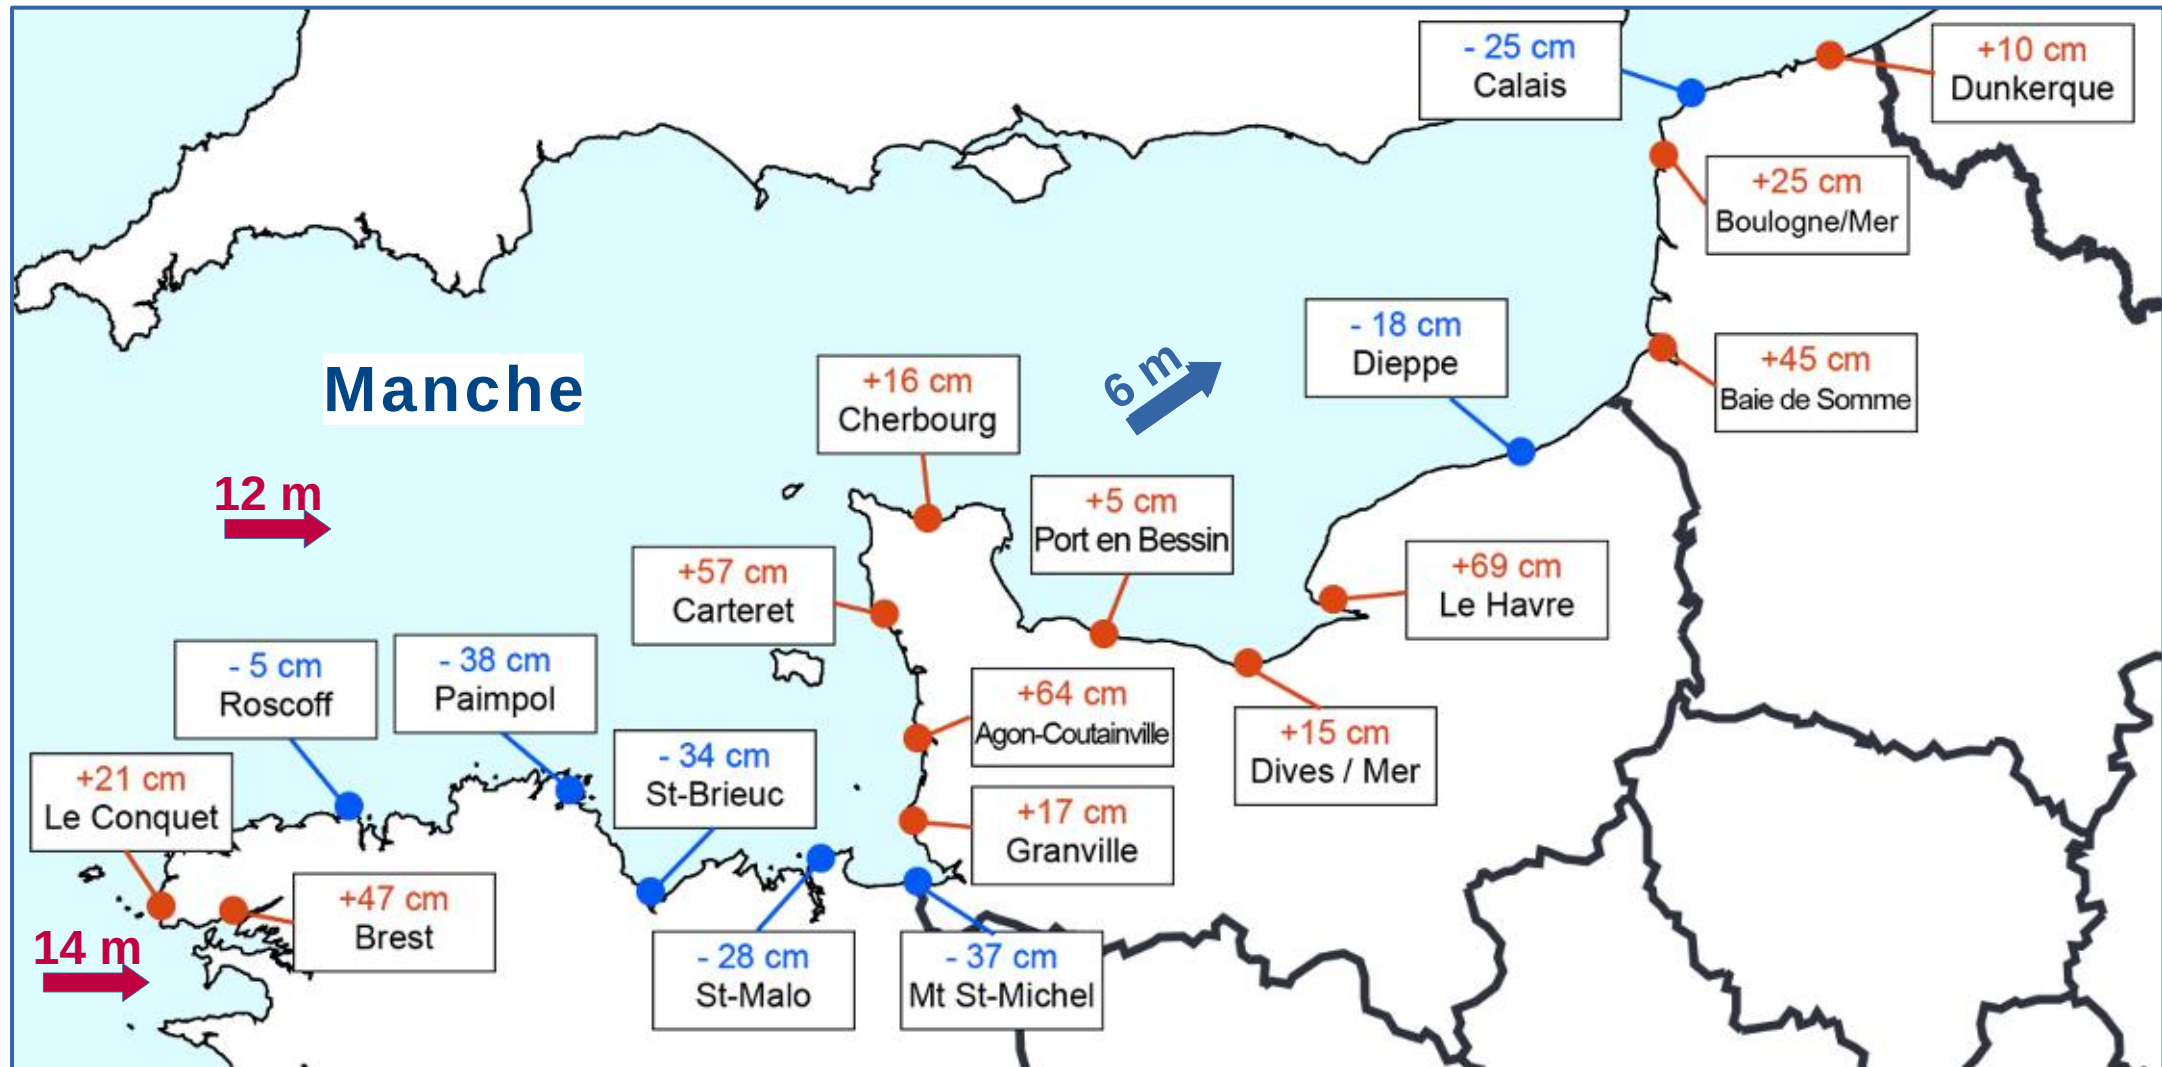 - 25 cm
Calais
+10 cm
Dunkerque
+25 cm
Boulogne/Mer
- 18 cm
Dieppe
+45 cm
Baie de Somme
Manche
+16 cm
Cherbourg
6 m
12 m
+5 cm
Port en Bessin
+57 cm
Carteret
+69 cm
Le Havre
- 5 cm
Roscoff
- 38 cm
Paimpol
+64 cm
Agon-Coutainville
+15 cm
Dives / Mer
- 34 cm
St-Brieuc
+21 cm
Le Conquet
+17 cm
Granville
+47 cm
Brest
14 m
- 28 cm
St-Malo
- 37 cm
Mt St-Michel